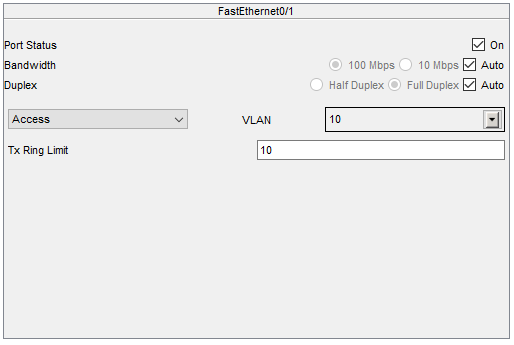 FastEthernet0/1
Port Status On
Bandwidth 100 Mbps 10 Mbps Auto
Duplex Half Duplex Full Duplex Auto
Access VLAN 10
Tx Ring Limit 10